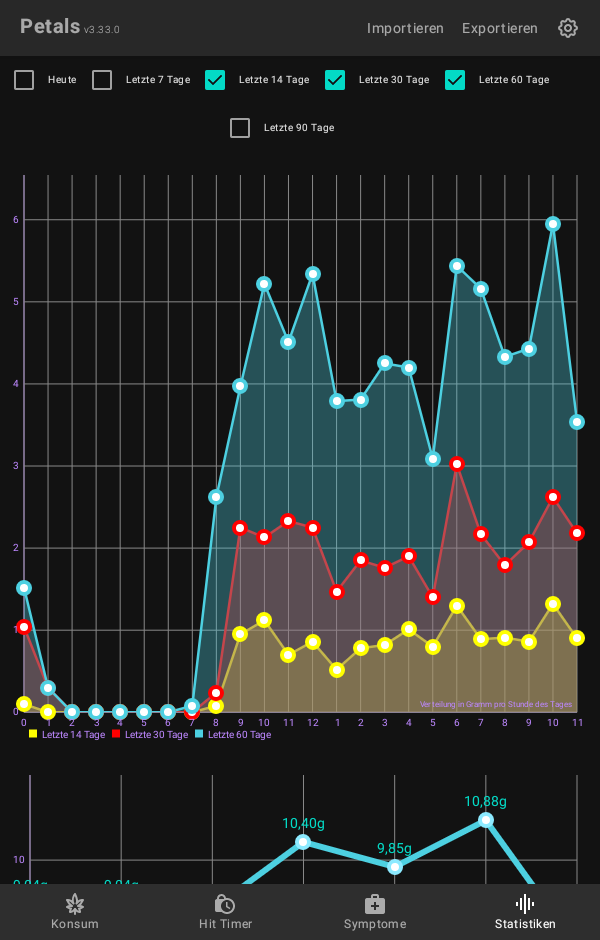 Petals v3.33.0 Importieren Exportieren
Heute Letzte 7 Tage Letzte 14 Tage Letzte 30 Tage Letzte 60 Tage
Letzte 90 Tage
6
5
4
3
2
1
0
Verteilung in Gramm pro Stunde des Tages
0 1 2 3 4 5 6 7 8 9 10 11 12 1 2 3 4 5 6 7 8 9 10 11
Letzte 14 Tage Letzte 30 Tage Letzte 60 Tage
10,88g
10,40g
9,85g
10
Konsum Hit Timer Symptome Statistiken